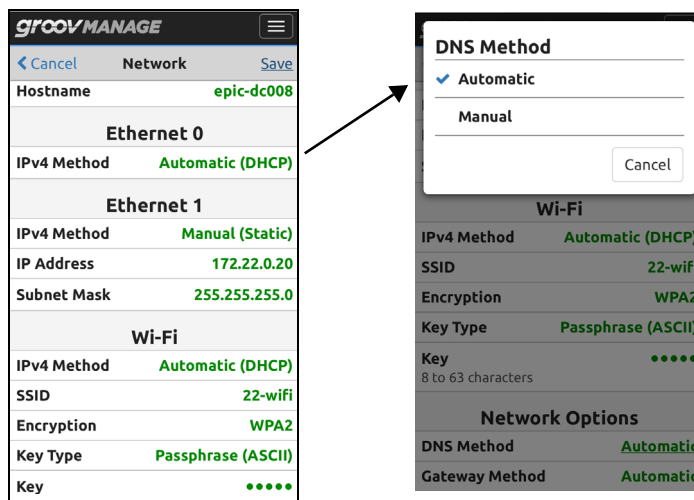 groov MANAGE
Cancel Network Save
Hostname epic-dc008
Ethernet 0
IPv4 Method Automatic (DHCP)
Ethernet 1
IPv4 Method Manual (Static)
IP Address 172.22.0.20
Subnet Mask 255.255.255.0
Wi-Fi
IPv4 Method Automatic (DHCP)
SSID 22-wifi
Encryption WPA2
Key Type Passphrase (ASCII)
Key •••••
DNS Method
Automatic
Manual
Cancel
Wi-Fi
IPv4 Method Automatic (DHCP)
SSID 22-wifi
Encryption WPA2
Key Type Passphrase (ASCII)
Key •••••
8 to 63 characters
Network Options
DNS Method Automatic
Gateway Method Automatic